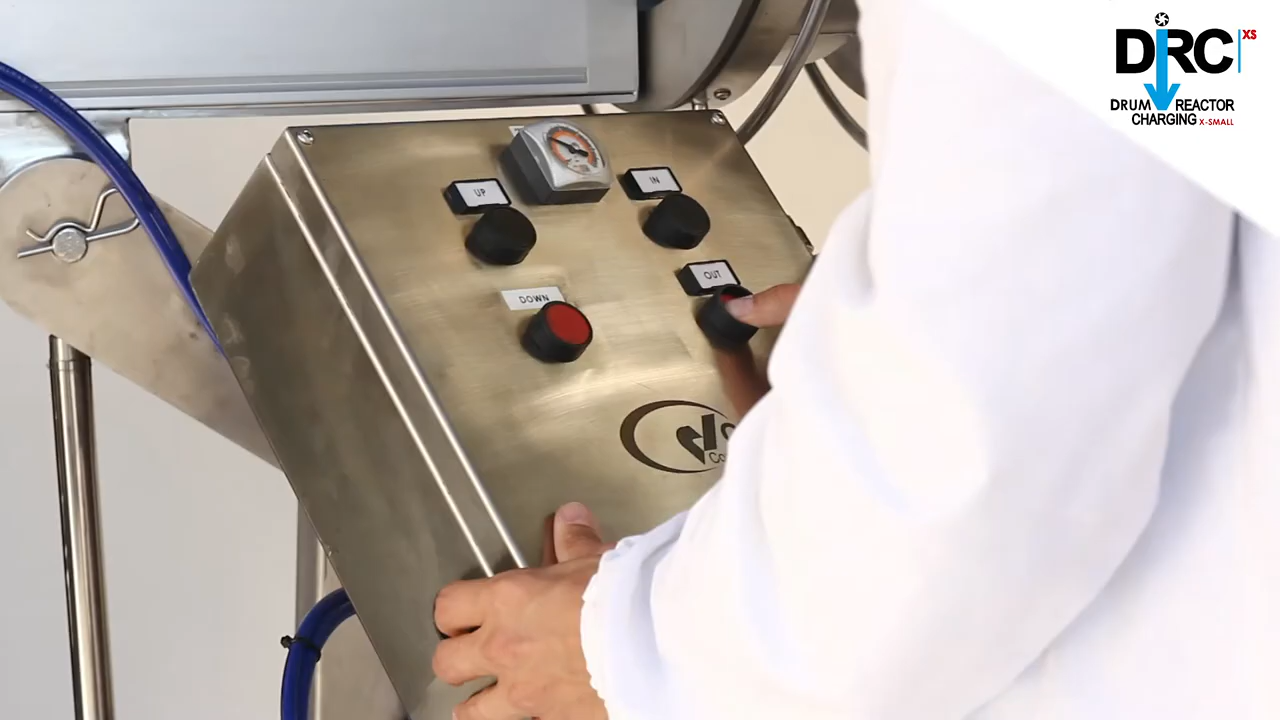 DRC XS
DRUM REACTOR
CHARGING X-SMALL
UP
IN
OUT
DOWN